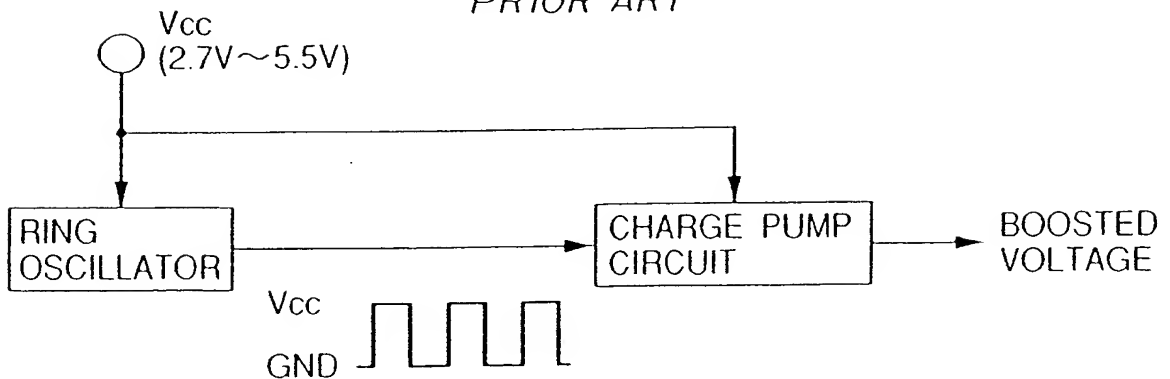 PRIOR ART
Vcc
(2.7V～5.5V)
RING
OSCILLATOR
CHARGE PUMP
CIRCUIT
BOOSTED
VOLTAGE
Vcc
GND